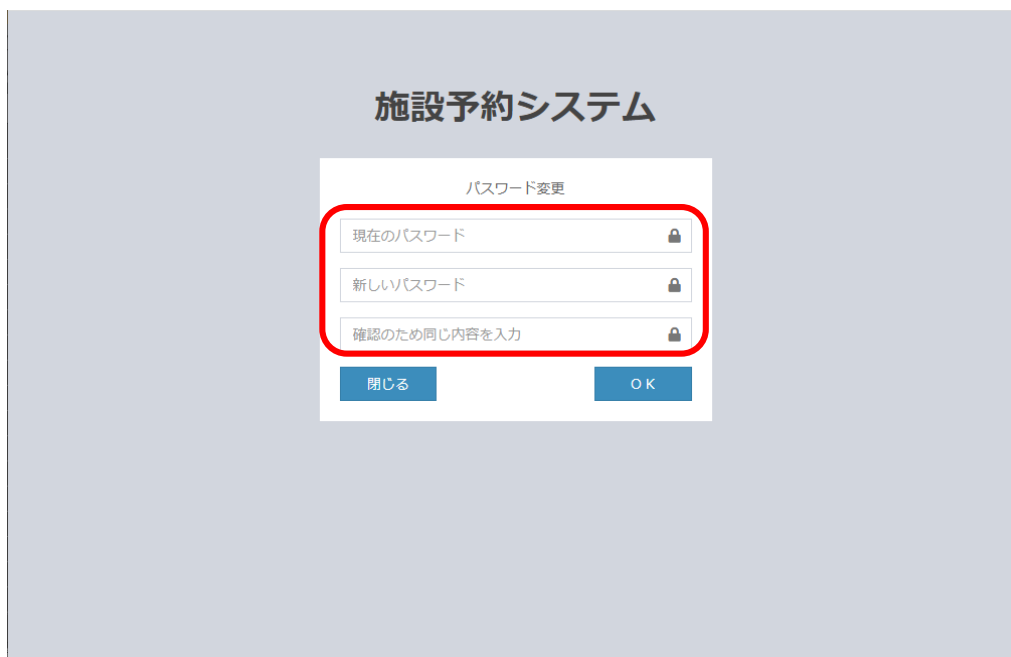 施設予約システム
パスワード変更
現在のパスワード
新しいパスワード
確認のため同じ内容を入力
閉じる
ＯＫ